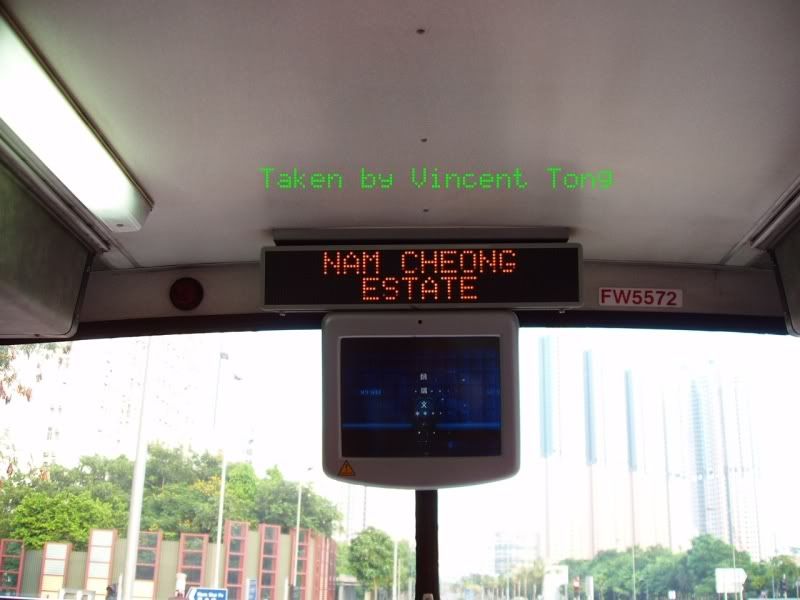 Taken by Vincent Tong
NAM CHEONG
ESTATE
FW5572